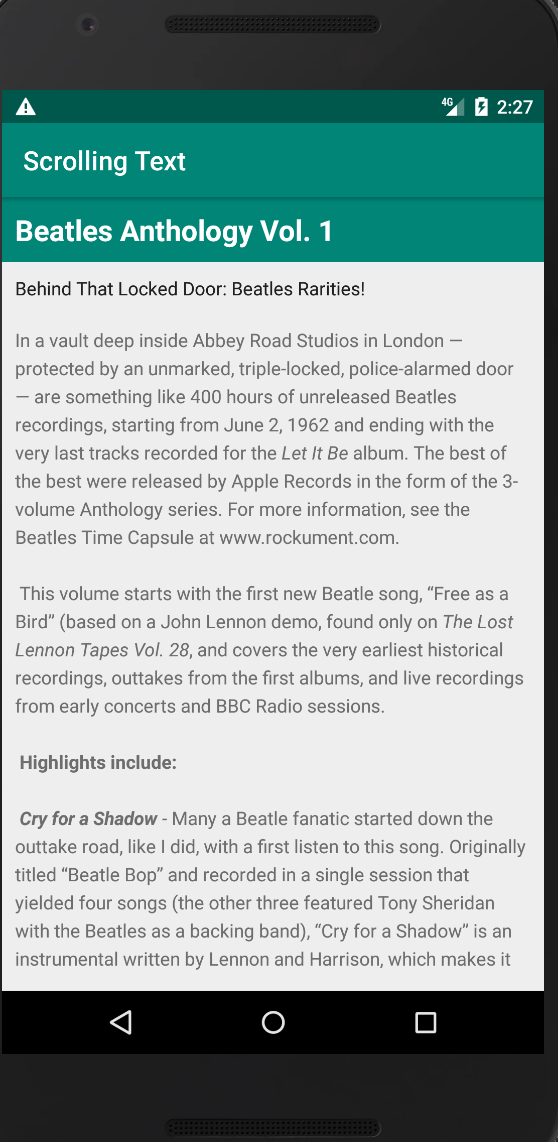 4G 2:27
Scrolling Text
Beatles Anthology Vol. 1
Behind That Locked Door: Beatles Rarities!
In a vault deep inside Abbey Road Studios in London —
protected by an unmarked, triple-locked, police-alarmed door
— are something like 400 hours of unreleased Beatles
recordings, starting from June 2, 1962 and ending with the
very last tracks recorded for the Let It Be album. The best of
the best were released by Apple Records in the form of the 3-
volume Anthology series. For more information, see the
Beatles Time Capsule at www.rockument.com.
This volume starts with the first new Beatle song, “Free as a
Bird” (based on a John Lennon demo, found only on The Lost
Lennon Tapes Vol. 28, and covers the very earliest historical
recordings, outtakes from the first albums, and live recordings
from early concerts and BBC Radio sessions.
Highlights include:
Cry for a Shadow - Many a Beatle fanatic started down the
outtake road, like I did, with a first listen to this song. Originally
titled “Beatle Bop” and recorded in a single session that
yielded four songs (the other three featured Tony Sheridan
with the Beatles as a backing band), “Cry for a Shadow” is an
instrumental written by Lennon and Harrison, which makes it